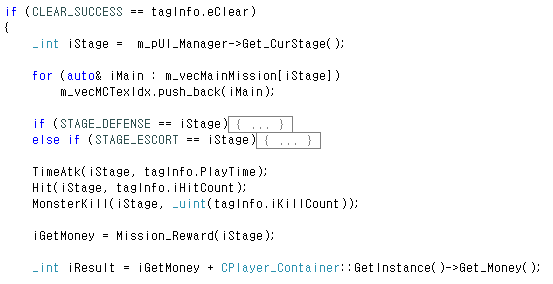 if (CLEAR_SUCCESS == tagInfo.eClear)
{
_int iStage = m_pUI_Manager->Get_CurStage();
for (auto& iMain : m_vecMainMission[iStage])
m_vecMCTexIdx.push_back(iMain);
if (STAGE_DEFENSE == iStage){ ... }
else if (STAGE_ESCORT == iStage){ ... }
TimeAtk(iStage, tagInfo.PlayTime);
Hit(iStage, tagInfo.iHitCount);
MonsterKill(iStage, _uint(tagInfo.iKillCount));
iGetMoney = Mission_Reward(iStage);
_int iResult = iGetMoney + CPlayer_Container::GetInstance()->Get_Money();